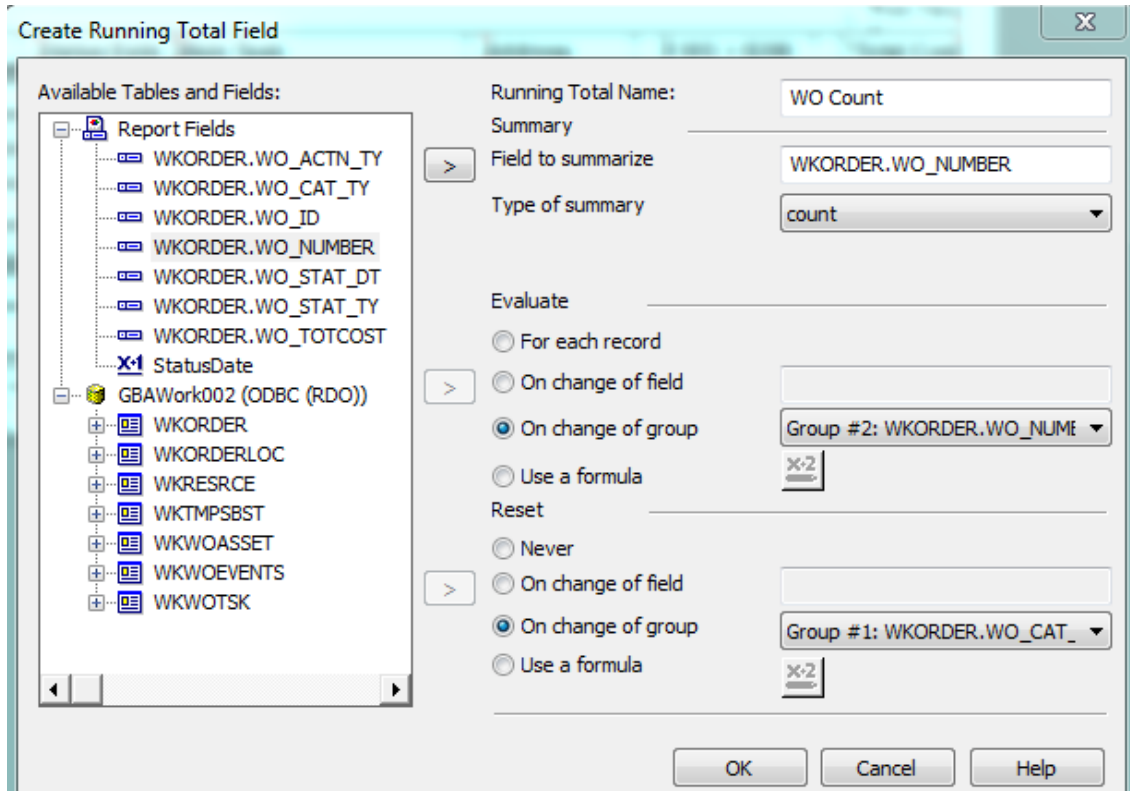 Create Running Total Field
Available Tables and Fields:
Report Fields
WKORDER.WO_ACTN_TY
WKORDER.WO_CAT_TY
WKORDER.WO_ID
WKORDER.WO_NUMBER
WKORDER.WO_STAT_DT
WKORDER.WO_STAT_TY
WKORDER.WO_TOTCOST
StatusDate
GBAWork002 (ODBC (RDO))
WKORDER
WKORDERLOC
WKRESRCE
WKTMPSBST
WKWOASSET
WKWOEVENTS
WKWOTSK
Running Total Name: WO Count
Summary
> Field to summarize WKORDER.WO_NUMBER
Type of summary count
Evaluate
For each record
> On change of field
On change of group Group #2: WKORDER.WO_NUME
Use a formula X+2
Reset
Never
> On change of field
On change of group Group #1: WKORDER.WO_CAT_
Use a formula X+2
OK Cancel Help